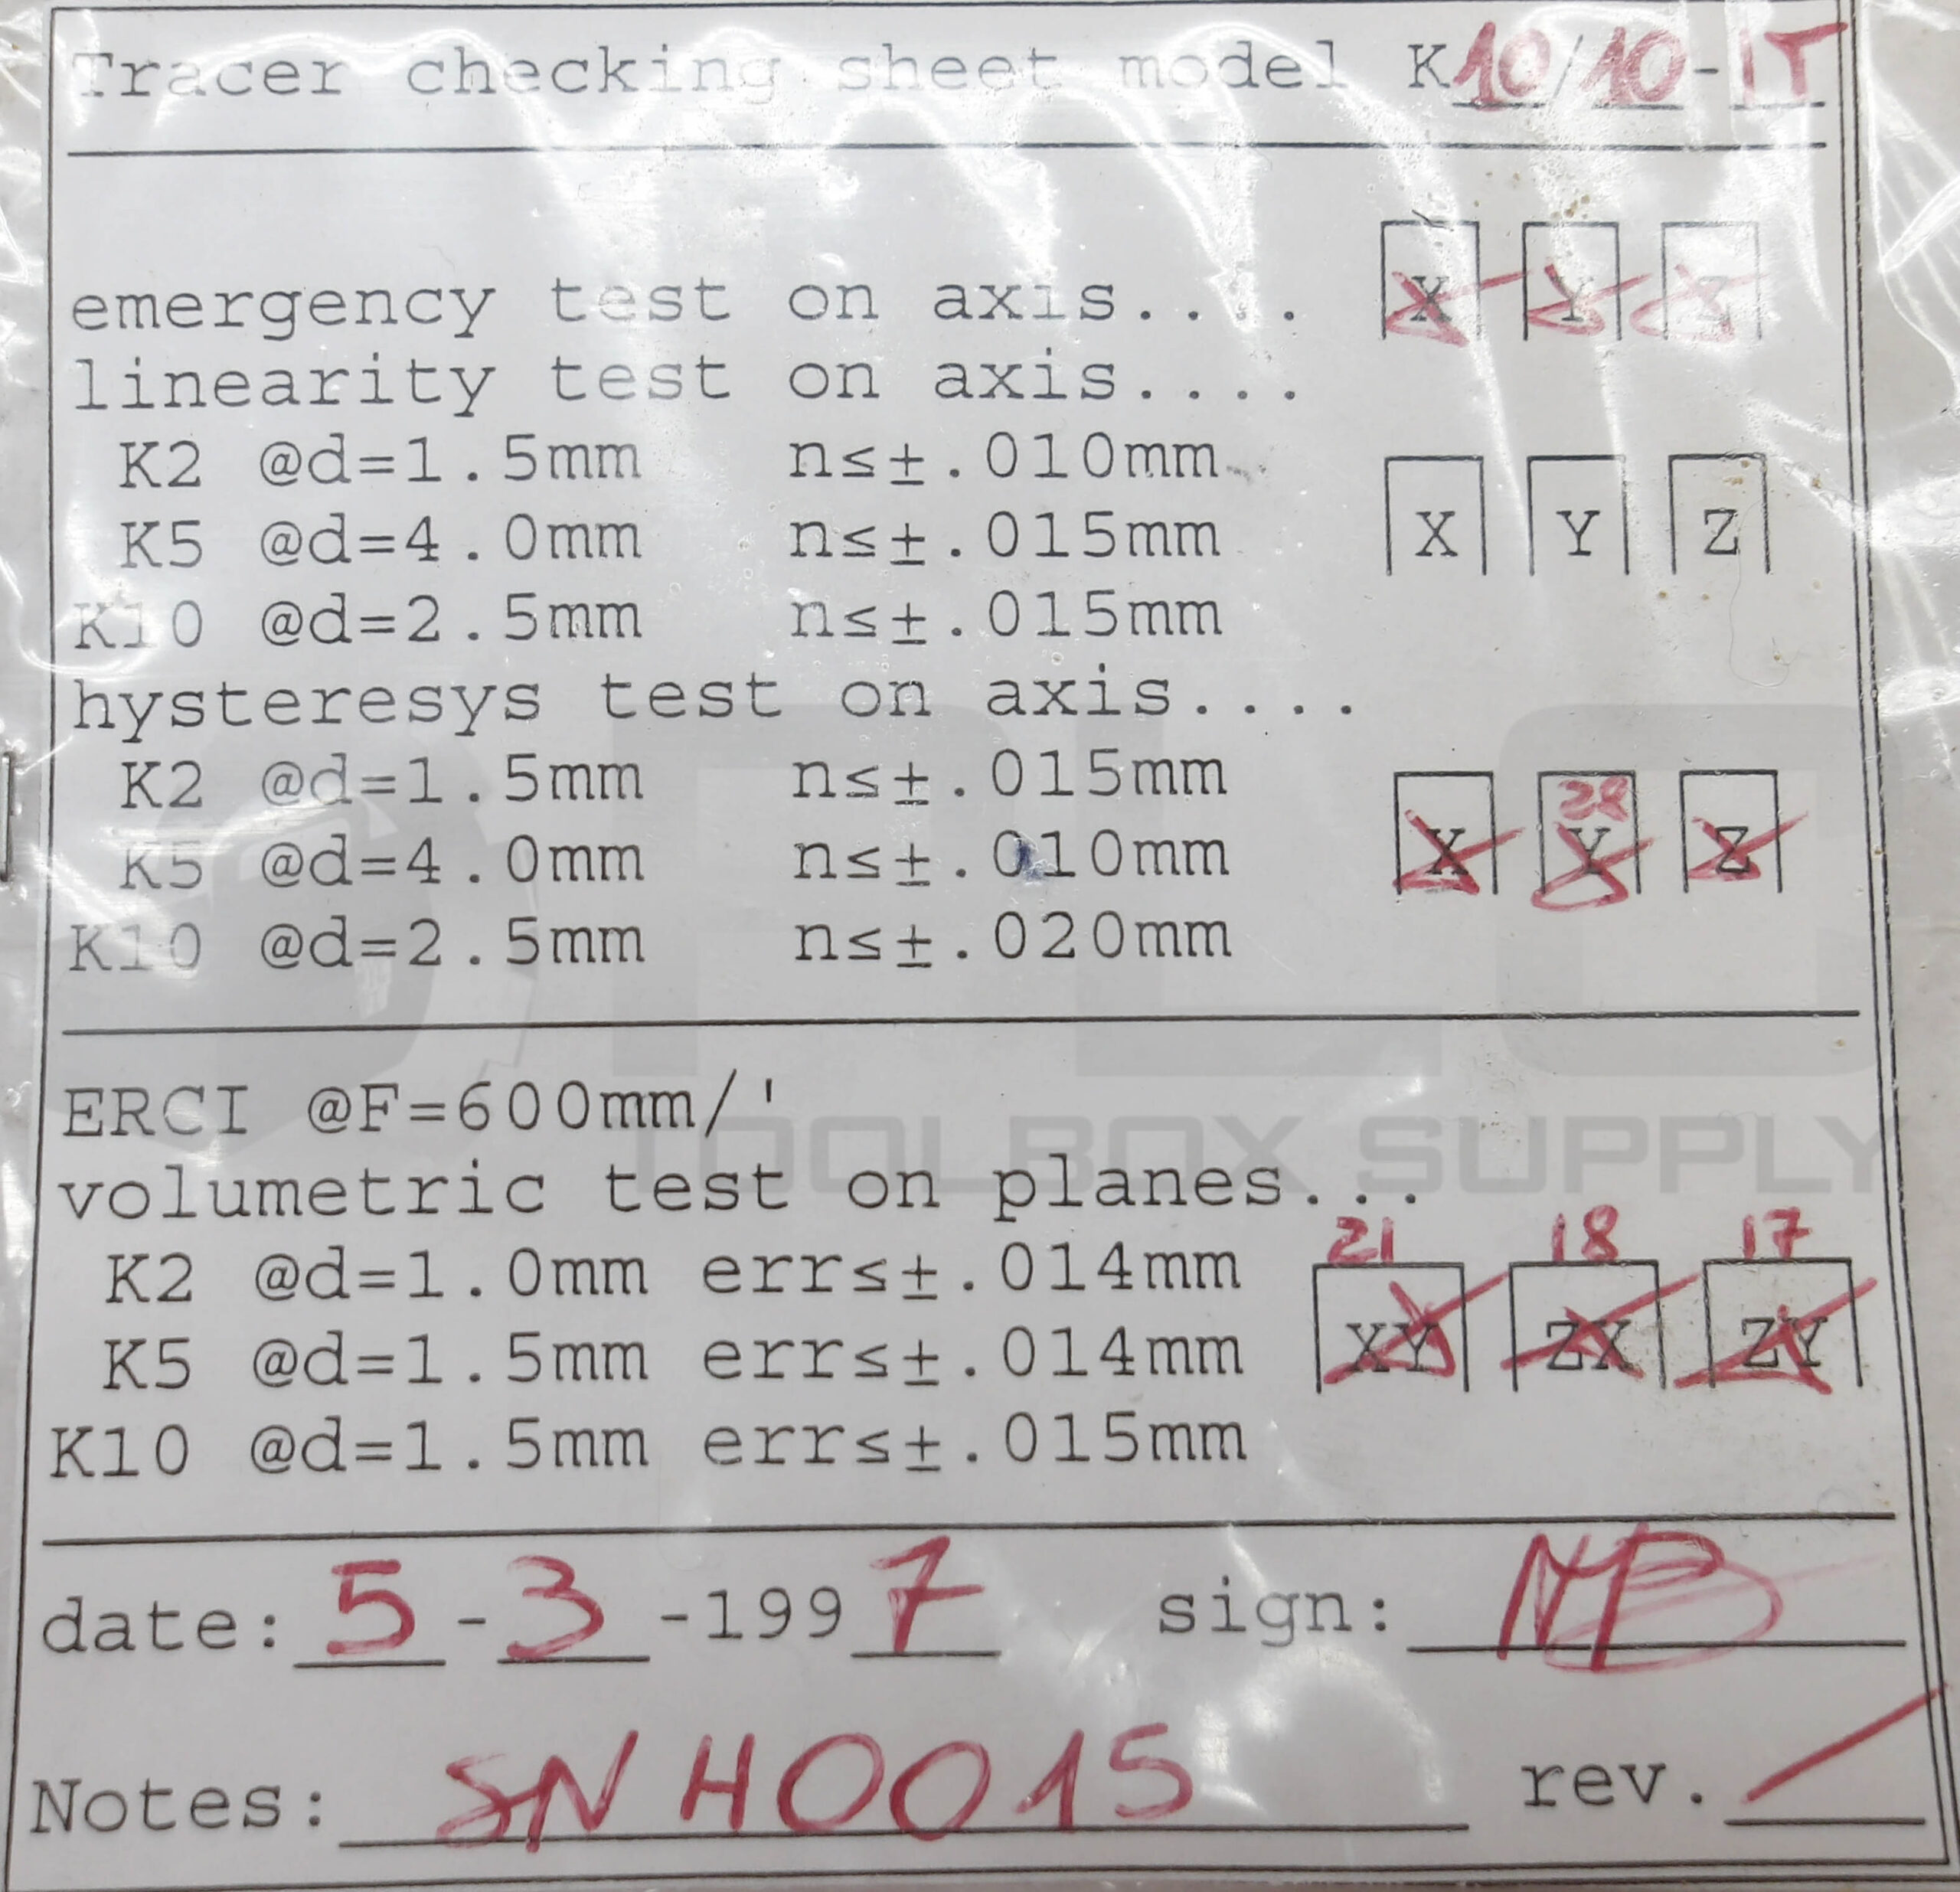 Tracer checking sheet model K10/10-IT
emergency test on axis.... X Y Z
linearity test on axis....
K2 @d=1.5mm n≤±.010mm
K5 @d=4.0mm n≤±.015mm X Y Z
K10 @d=2.5mm n≤±.015mm
hysteresys test on axis....
K2 @d=1.5mm n≤±.015mm 28
K5 @d=4.0mm n≤±.010mm X Y Z
K10 @d=2.5mm n≤±.020mm
ERCI @F=600mm/'
TOOLBOX SUPPLY
volumetric test on planes...
21 18 17
K2 @d=1.0mm err≤±.014mm
K5 @d=1.5mm err≤±.014mm XY ZX ZY
K10 @d=1.5mm err≤±.015mm
date: 5-3-1997 sign:
Notes: SN H0015 rev. /